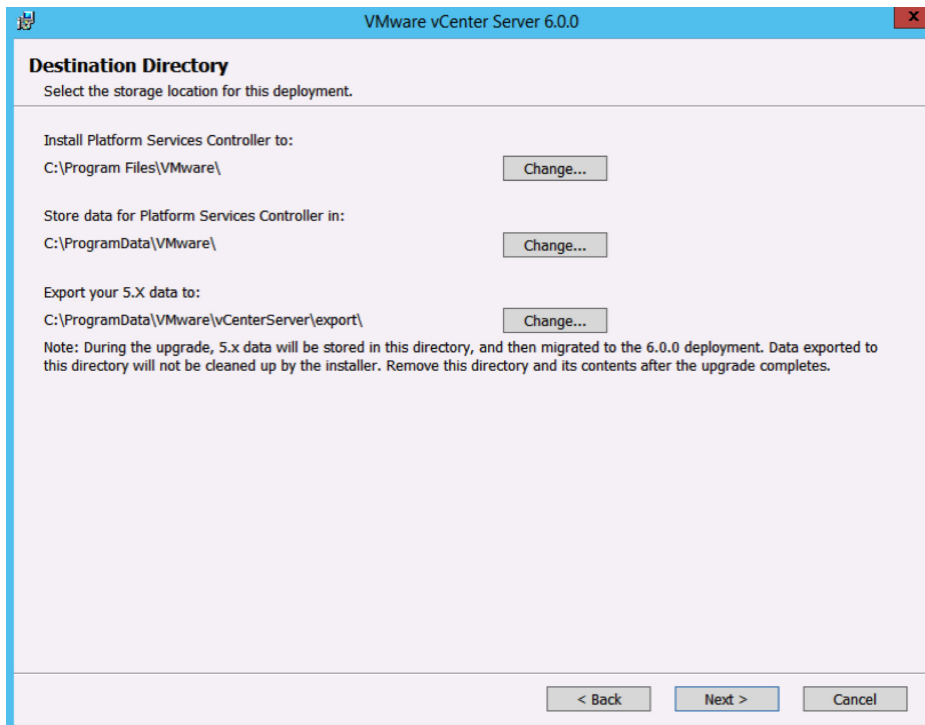 VMware vCenter Server 6.0.0
x
Destination Directory
Select the storage location for this deployment.
Install Platform Services Controller to:
C:\Program Files\VMware\
Change...
Store data for Platform Services Controller in:
C:\ProgramData\VMware\
Change...
Export your 5.X data to:
C:\ProgramData\VMware\vCenterServer\export\
Change...
Note: During the upgrade, 5.x data will be stored in this directory, and then migrated to the 6.0.0 deployment. Data exported to
this directory will not be cleaned up by the installer. Remove this directory and its contents after the upgrade completes.
< Back
Next >
Cancel